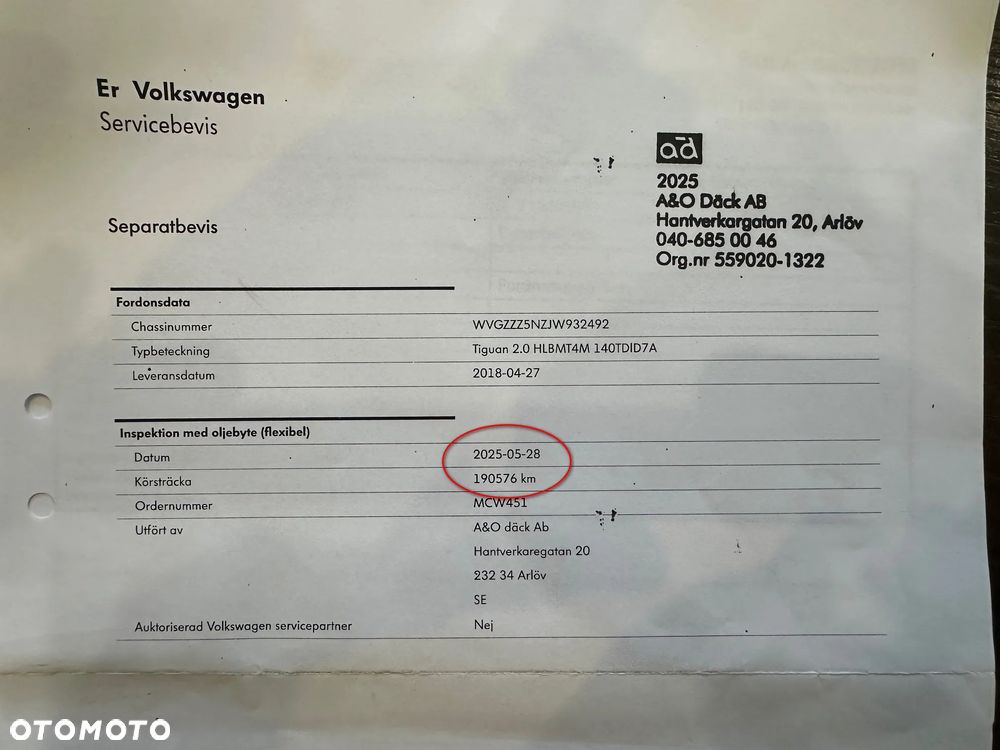 Er Volkswagen
Servicebevis
ad
2025
A&O Däck AB
Hantverkargatan 20, Arlöv
040-685 00 46
Org.nr 559020-1322
Separatbevis
Fordonsdata
Chassinummer WVGZZZ5NZJW932492
Typbeteckning Tiguan 2.0 HLBMT4M 140TDID7A
Leveransdatum 2018-04-27
Inspektion med oljebyte (flexibel)
Datum 2025-05-28
Körsträcka 190576 km
Ordernummer MCW451
Utfört av A&O däck Ab
Hantverkaregatan 20
232 34 Arlöv
SE
Auktoriserad Volkswagen servicepartner Nej
OTOMOTO